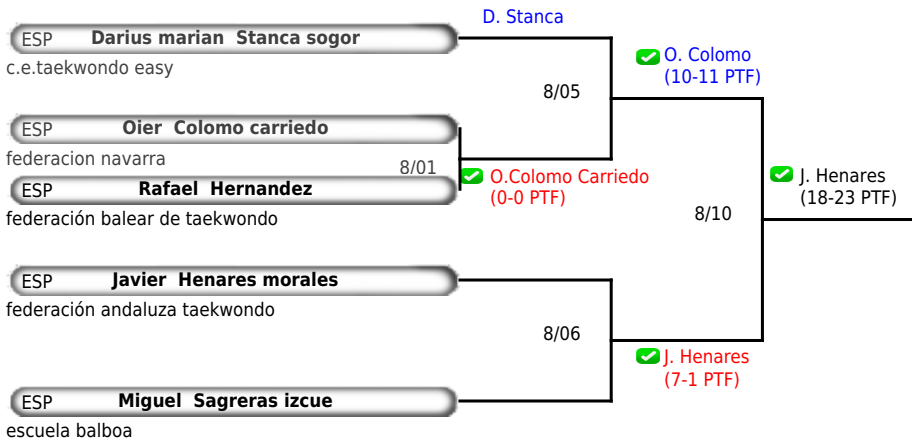 D. Stanca
ESP Darius marian Stanca sogor
c.e.taekwondo easy
O. Colomo
(10-11 PTF)
8/05
ESP Oier Colomo carriedo
federacion navarra
8/01
O.Colomo Carriedo
(0-0 PTF)
ESP Rafael Hernandez
federación balear de taekwondo
J. Henares
(18-23 PTF)
8/10
ESP Javier Henares morales
federación andaluza taekwondo
8/06
J. Henares
(7-1 PTF)
ESP Miguel Sagreras izcue
escuela balboa